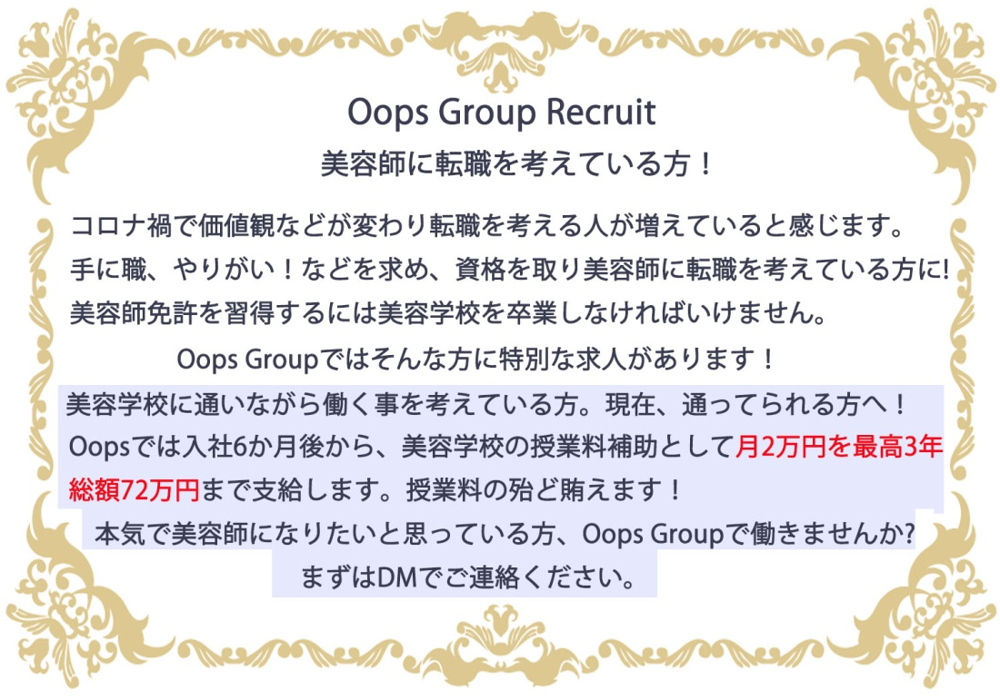 Oops Group Recruit
美容師に転職を考えている方！
コロナ禍で価値観などが変わり転職を考える人が増えていると感じます。
手に職、やりがい！などを求め、資格を取り美容師に転職を考えている方に!
美容師免許を習得するには美容学校を卒業しなければいけません。
Oops Groupではそんな方に特別な求人があります！
美容学校に通いながら働く事を考えている方。現在、通ってられる方へ！
Oopsでは入社6か月後から、美容学校の授業料補助として月2万円を最高3年
総額72万円まで支給します。授業料の殆ど賄えます！
本気で美容師になりたいと思っている方、Oops Groupで働きませんか?
まずはDMでご連絡ください。